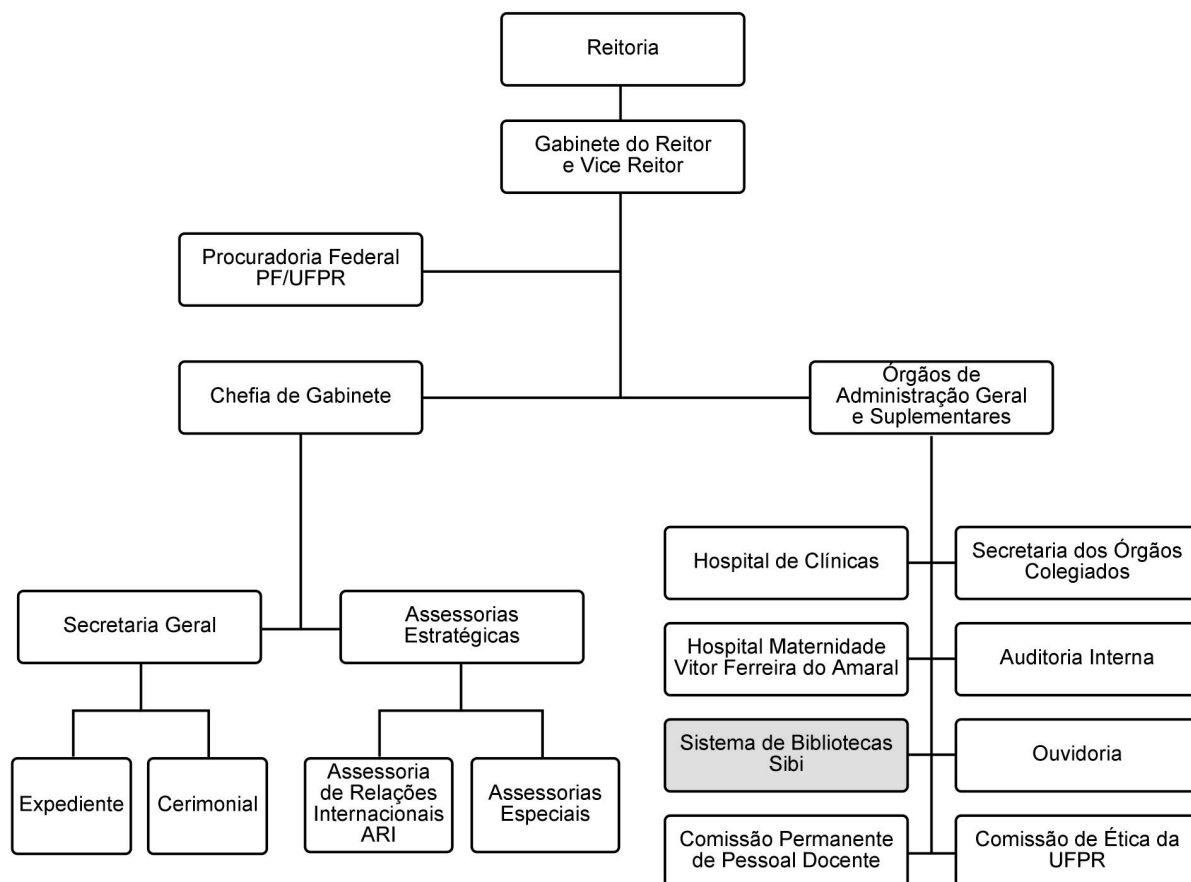 Reitoria
Gabinete do Reitor
e Vice Reitor
Procuradoria Federal
PF/UFPR
Chefia de Gabinete
Órgãos de
Administração Geral
e Suplementares
Secretaria Geral
Assessorias
Estratégicas
Expediente
Cerimonial
Assessoria
de Relações
Internacionais
ARI
Assessorias
Especiais
Hospital de Clínicas
Secretaria dos Órgãos
Colegiados
Hospital Maternidade
Vitor Ferreira do Amaral
Auditoria Interna
Sistema de Bibliotecas
Sibi
Ouvidoria
Comissão Permanente
de Pessoal Docente
Comissão de Ética da
UFPR